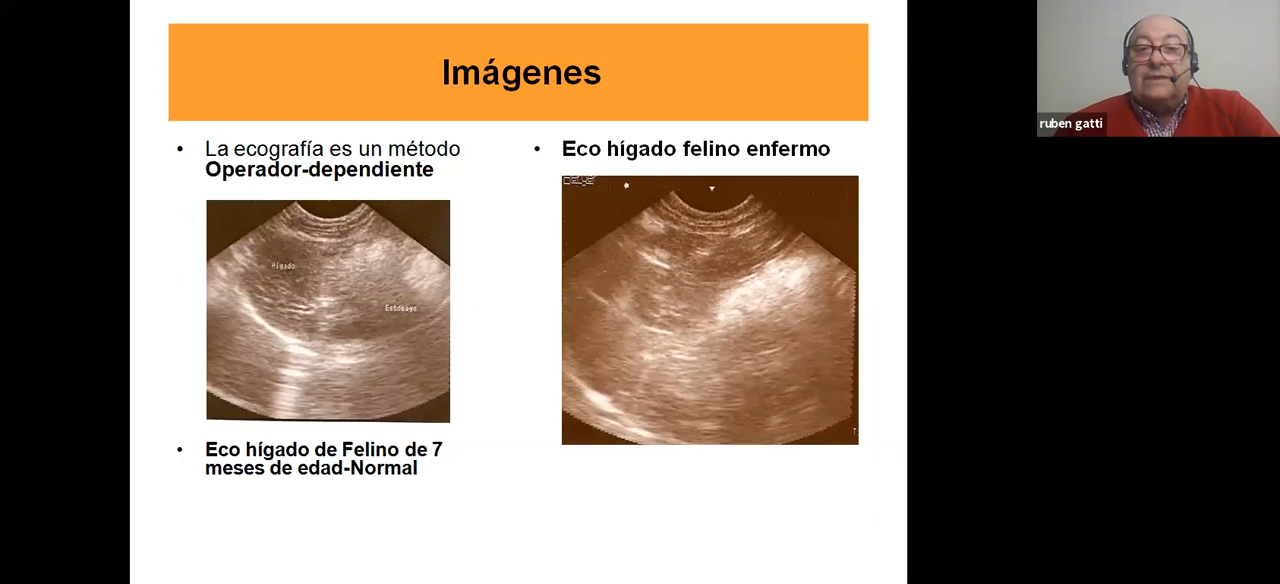 Imágenes
• La ecografía es un método
Operador-dependiente
Hígado
Estómago
• Eco hígado de Felino de 7
meses de edad-Normal
• Eco hígado felino enfermo
ruben gatti